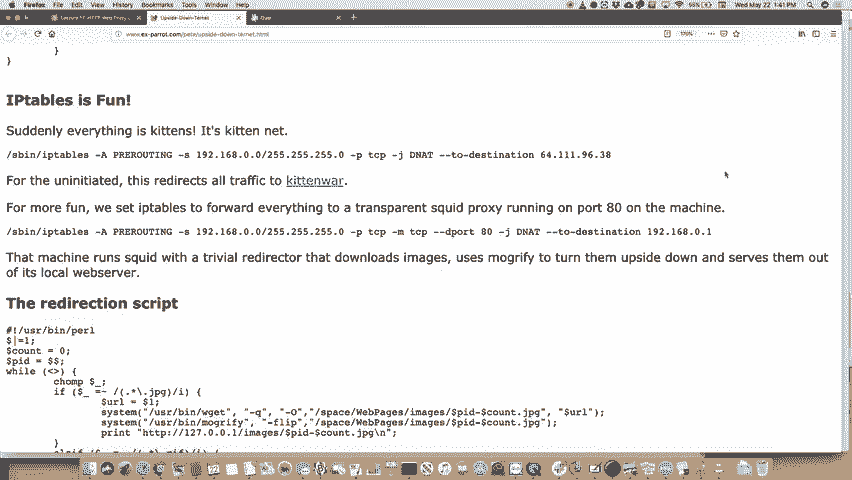 Firefox File Edit View History Bookmarks Tools Window Help
Wed May 22 1:41 PM
Upside-Down-Ternet
www.ex-parrot.com/pete/upside-down-ternet.html
}
}
IPtables is Fun!
Suddenly everything is kittens! It's kitten net.
/sbin/iptables -A PREROUTING -s 192.168.0.0/255.255.255.0 -p tcp -j DNAT --to-destination 64.111.96.38
For the uninitiated, this redirects all traffic to kittenwar.
For more fun, we set iptables to forward everything to a transparent squid proxy running on port 80 on the machine.
/sbin/iptables -A PREROUTING -s 192.168.0.0/255.255.255.0 -p tcp -m tcp --dport 80 -j DNAT --to-destination 192.168.0.1
That machine runs squid with a trivial redirector that downloads images, uses mogrify to turn them upside down and serves them out
of its local webserver.
The redirection script
#!/usr/bin/perl
$|=1;
$count = 0;
$pid = $$;
while (<>) {
chomp $_;
if ($_ =~ /(.*\.jpg)/i) {
$url = $1;
system("/usr/bin/wget", "-q", "-O","/space/WebPages/images/$pid-$count.jpg", "$url");
system("/usr/bin/mogrify", "-flip","/space/WebPages/images/$pid-$count.jpg");
print "http://127.0.0.1/images/$pid-$count.jpg\n";
}